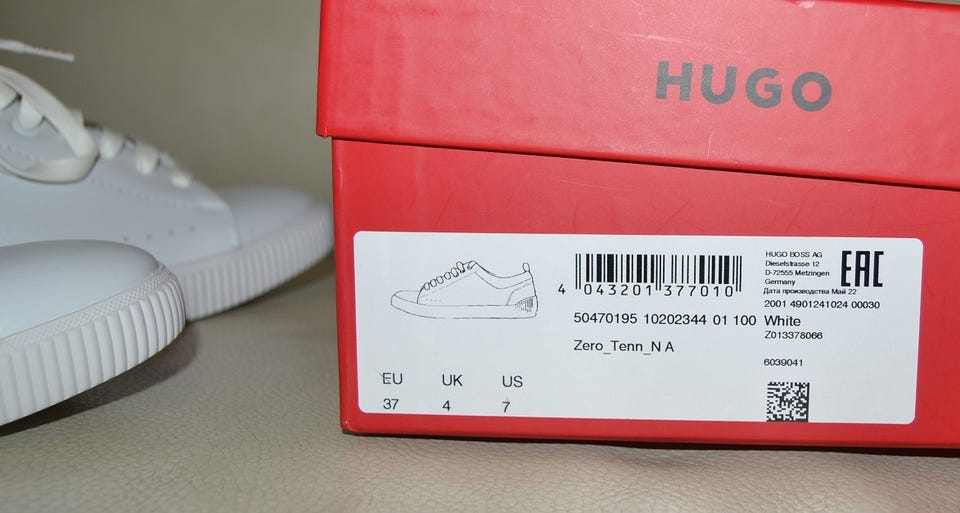 HUGO
4 043201 377010
HUGO BOSS AG
Dieselstrasse 12
D-72555 Metzingen
Germany
Дата производства Май 22
EAC
2001 4901241024 00030
50470195 10202344 01 100 White
Z013378066
Zero_Tenn_N A
6039041
EU UK US
37 4 7